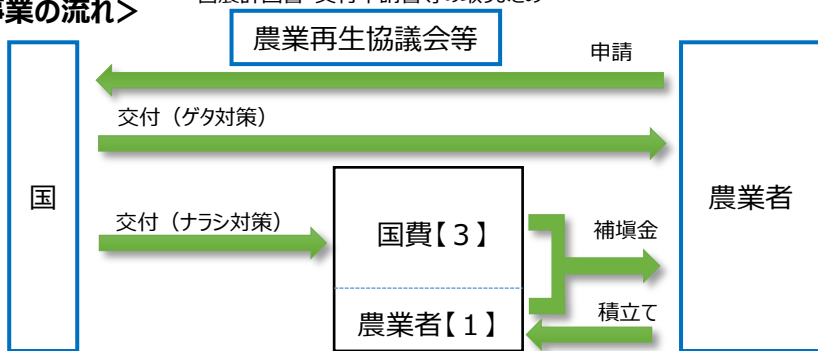 事業の流れ＞
農業再生協議会等
申請
交付（ゲタ対策）
国
農業者
交付（ナラシ対策）
国費【３】
補塡金
農業者【１】
積立て